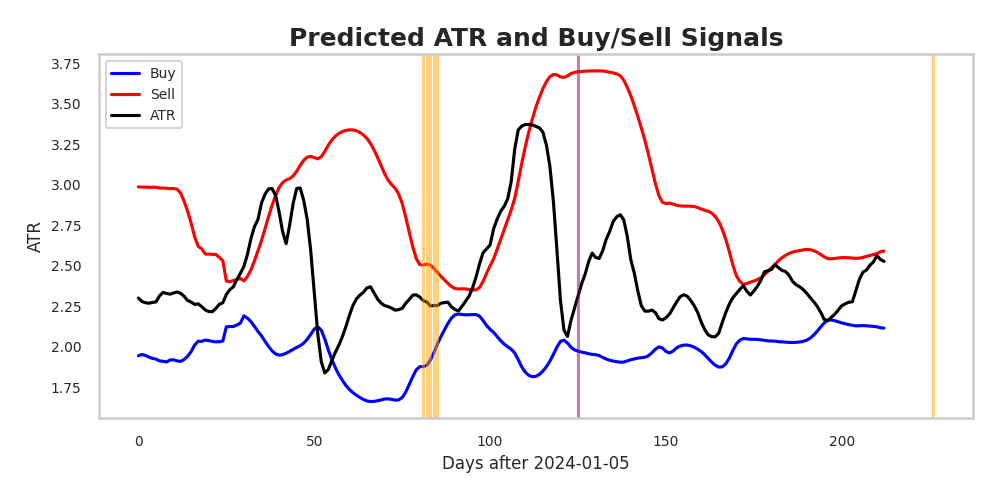 Predicted ATR and Buy/Sell Signals
Buy
Sell
ATR
ATR
3.75
3.50
3.25
3.00
2.75
2.50
2.25
2.00
1.75
0
50
100
150
200
Days after 2024-01-05